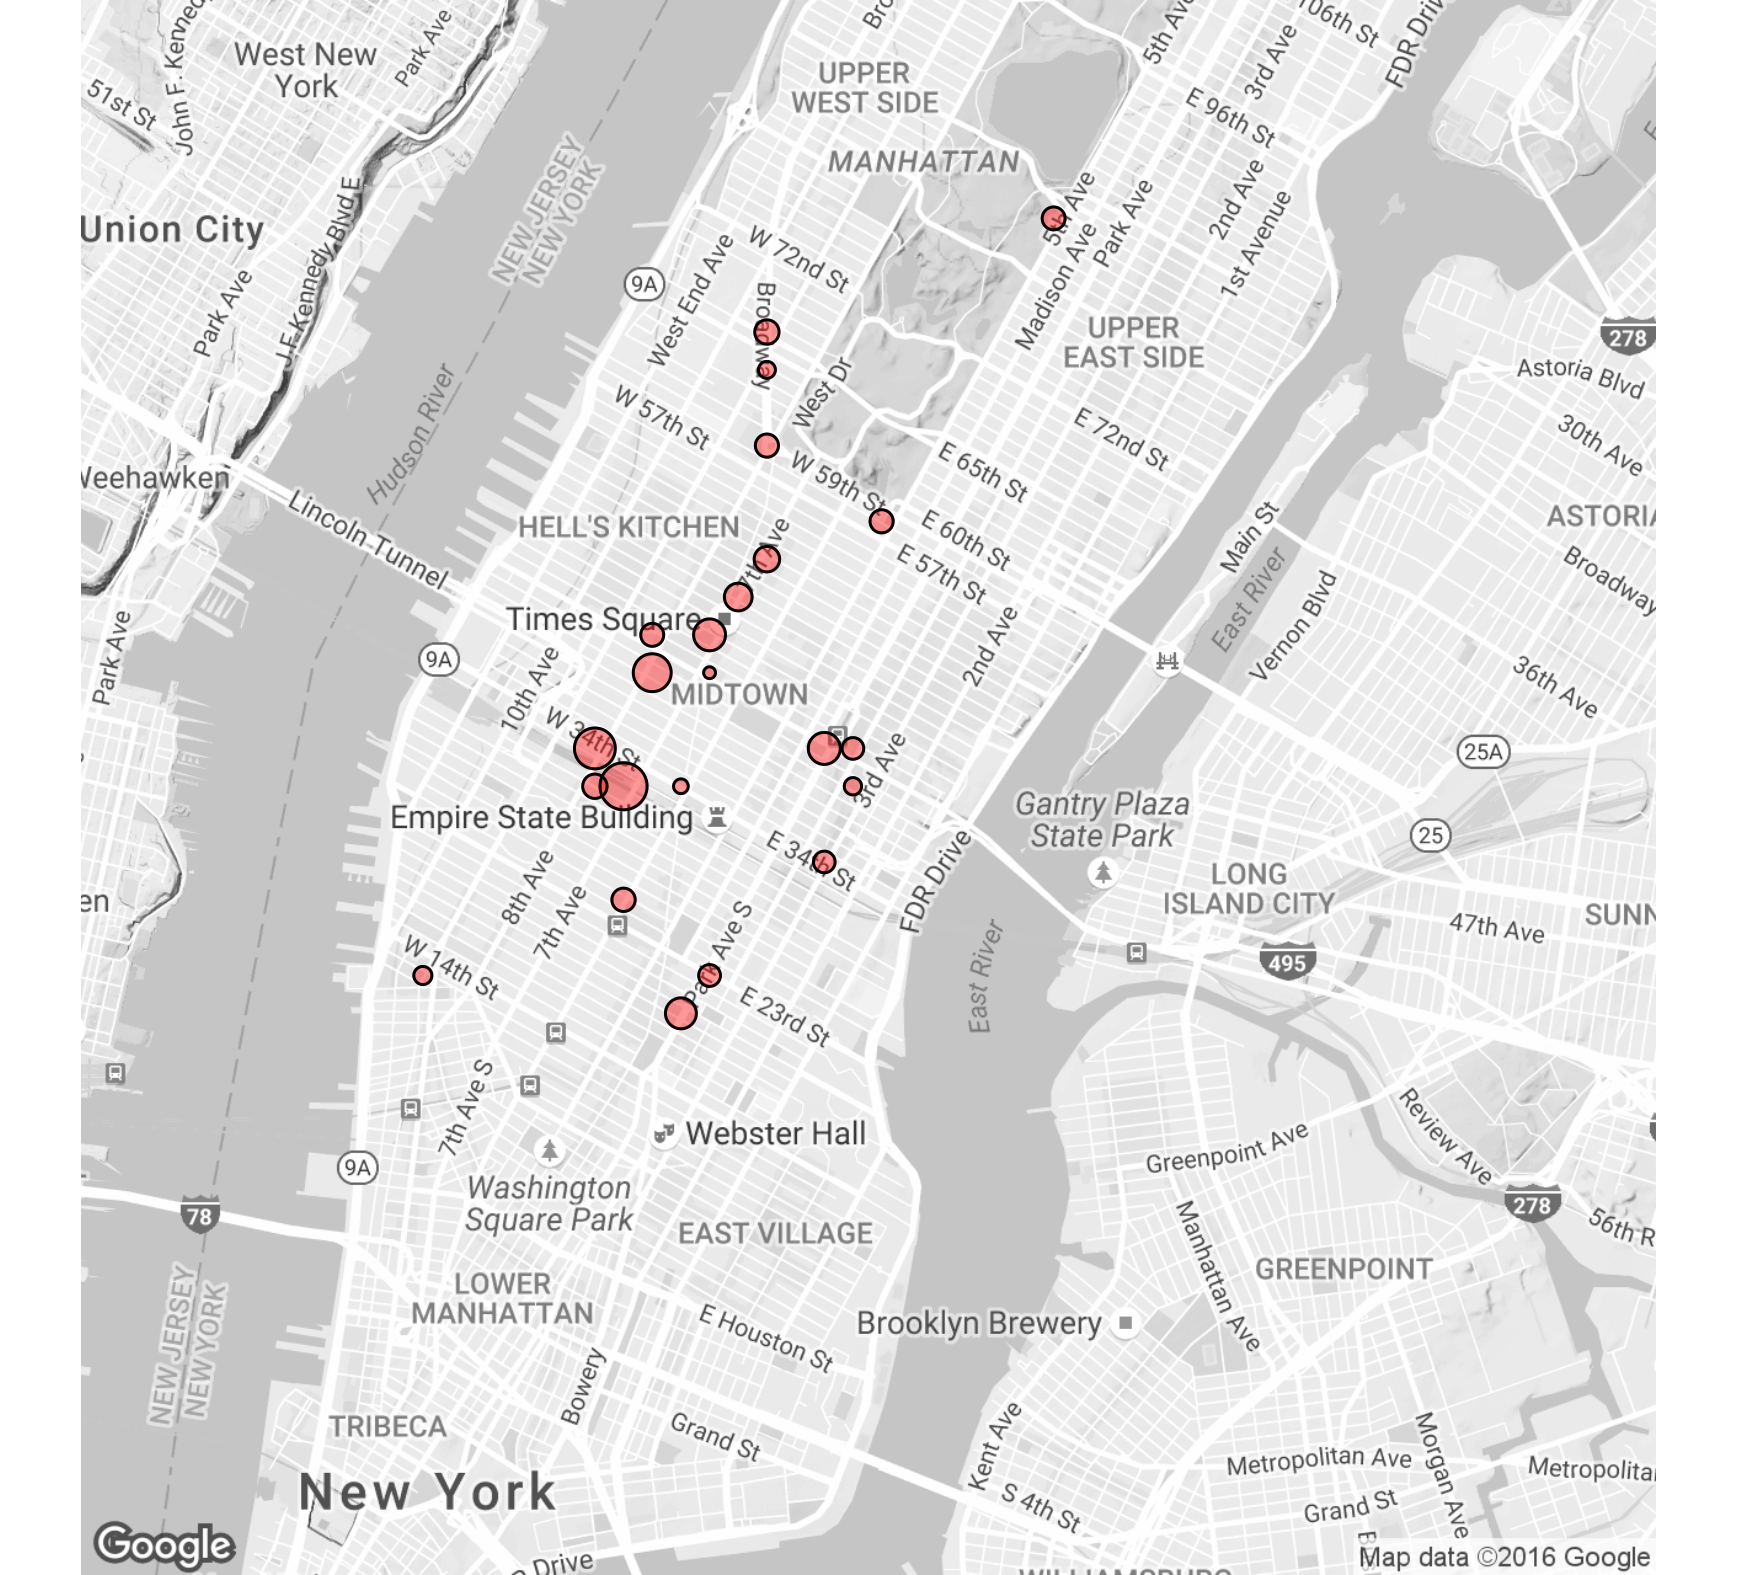 West New
York
Park Ave
John F. Kenned
51st St
UPPER
WEST SIDE
MANHATTAN
5th Ave
106th St
3rd Ave
FDR Driv
E 96th St
NEW JERSEY
NEW YORK
Union City
J.F. Kennedy Blvd E
Park Ave
5th Ave
Park Ave
2nd Ave
1st Avenue
Madison Ave
W 72nd St
West End Ave
9A
Broadway
UPPER
EAST SIDE
278
Astoria Blvd
30th Ave
West Dr
W 57th St
E 72nd St
Hudson River
Weehawken
Lincoln Tunnel
W 59th St
E 65th St
E 60th St
E 57th St
HELL'S KITCHEN
7th Ave
Main St
East River
Vernon Blvd
ASTORIA
Broadway
Times Square
Park Ave
9A
10th Ave
2nd Ave
36th Ave
MIDTOWN
W 34th St
3rd Ave
25A
Empire State Building
Gantry Plaza
State Park
25
E 34th St
FDR Drive
LONG
ISLAND CITY
en
8th Ave
7th Ave
Park Ave S
47th Ave
SUNN
495
W 14th St
E 23rd St
East River
7th Ave S
Webster Hall
Review Ave
Greenpoint Ave
9A
Washington
Square Park
78
278
56th R
EAST VILLAGE
Manhattan Ave
GREENPOINT
LOWER
MANHATTAN
NEW JERSEY
NEW YORK
E Houston St
Brooklyn Brewery
Bowery
TRIBECA
Grand St
Kent Ave
Morgan Ave
Metropolitan Ave
Metropolita
New York
S 4th St
Grand St
Google
Drive
Map data ©2016 Google